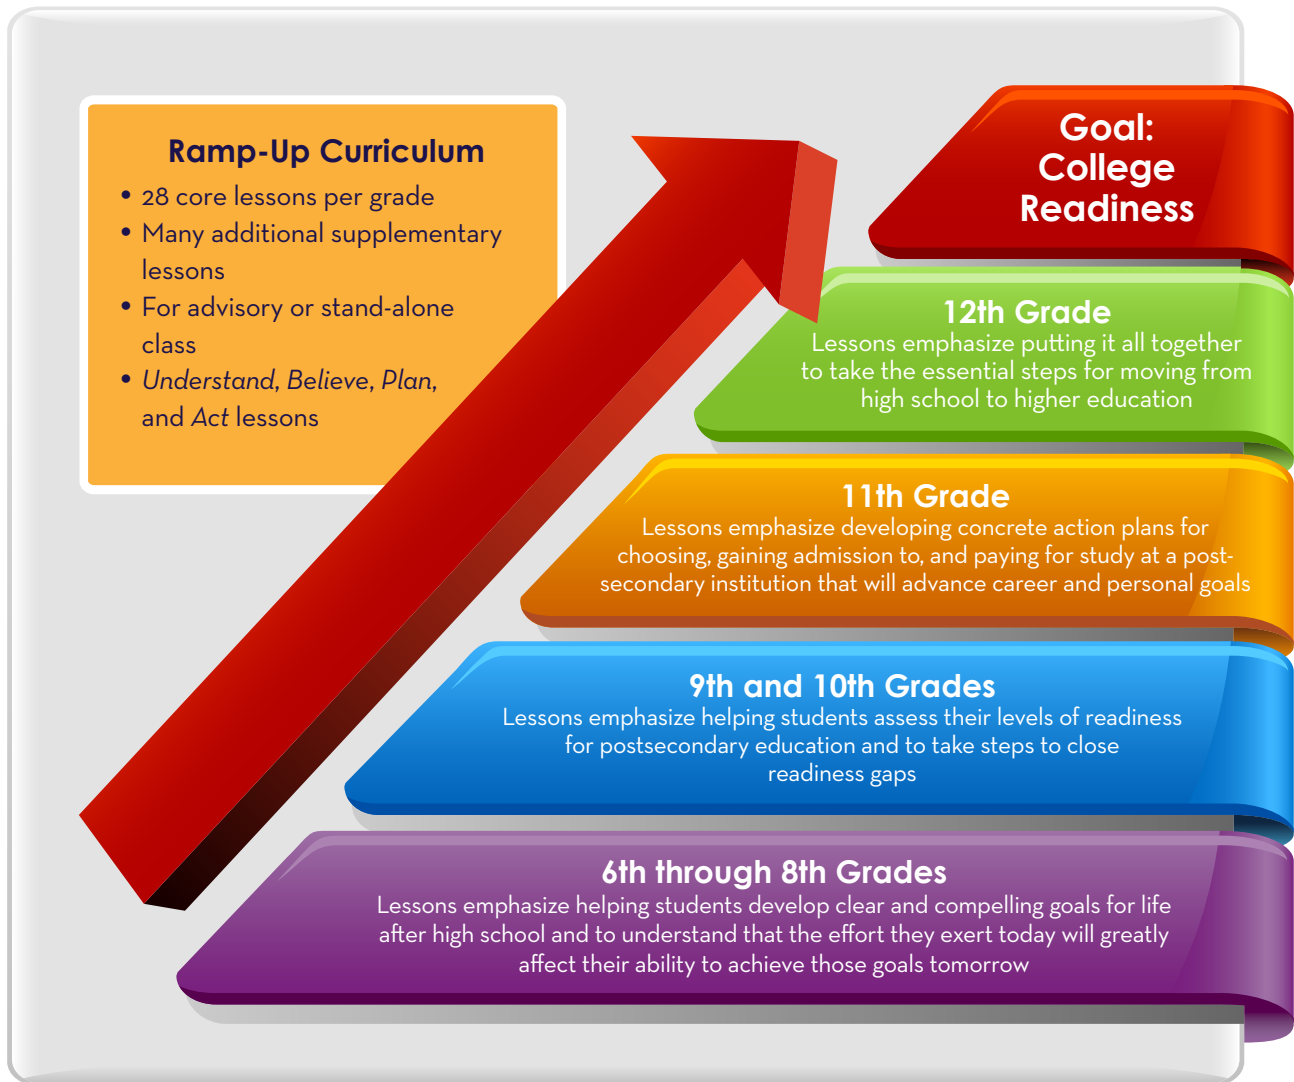 Ramp-Up Curriculum
• 28 core lessons per grade
• Many additional supplementary
lessons
• For advisory or stand-alone
class
• Understand, Believe, Plan,
and Act lessons
Goal:
College
Readiness
12th Grade
Lessons emphasize putting it all together
to take the essential steps for moving from
high school to higher education
11th Grade
Lessons emphasize developing concrete action plans for
choosing, gaining admission to, and paying for study at a post-
secondary institution that will advance career and personal goals
9th and 10th Grades
Lessons emphasize helping students assess their levels of readiness
for postsecondary education and to take steps to close
readiness gaps
6th through 8th Grades
Lessons emphasize helping students develop clear and compelling goals for life
after high school and to understand that the effort they exert today will greatly
affect their ability to achieve those goals tomorrow